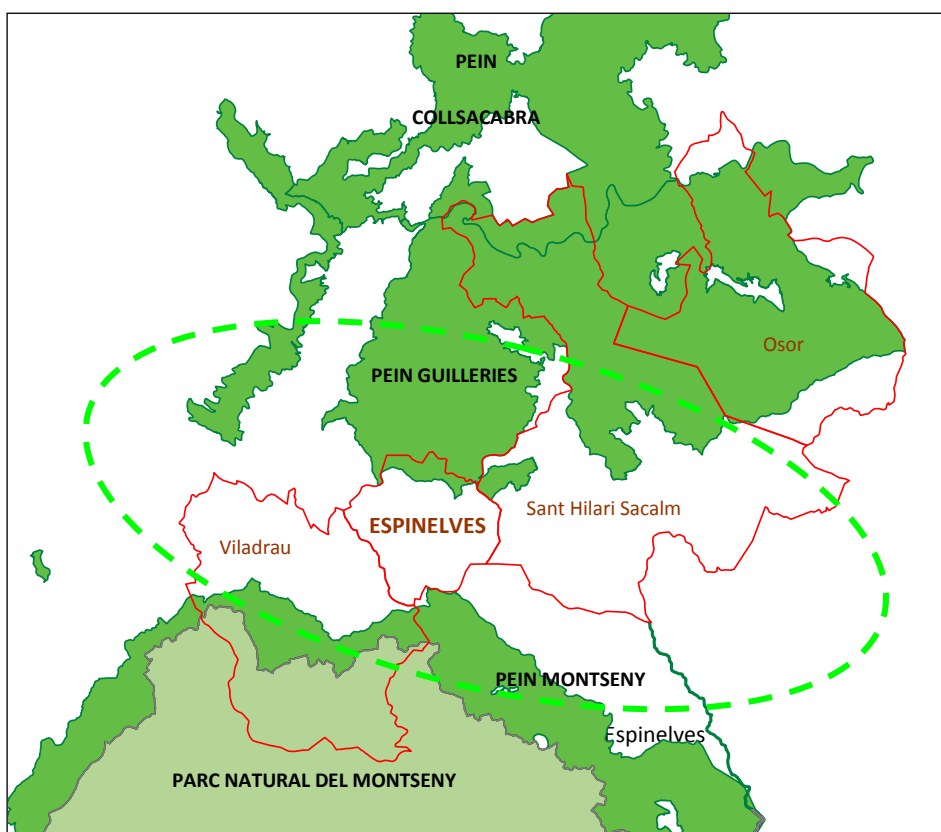 PEIN
COLLSACABRA
Osor
PEIN GUILLERIES
Sant Hilari Sacalm
ESPINELVES
Viladrau
PEIN MONTSENY
Espinelves
PARC NATURAL DEL MONTSENY